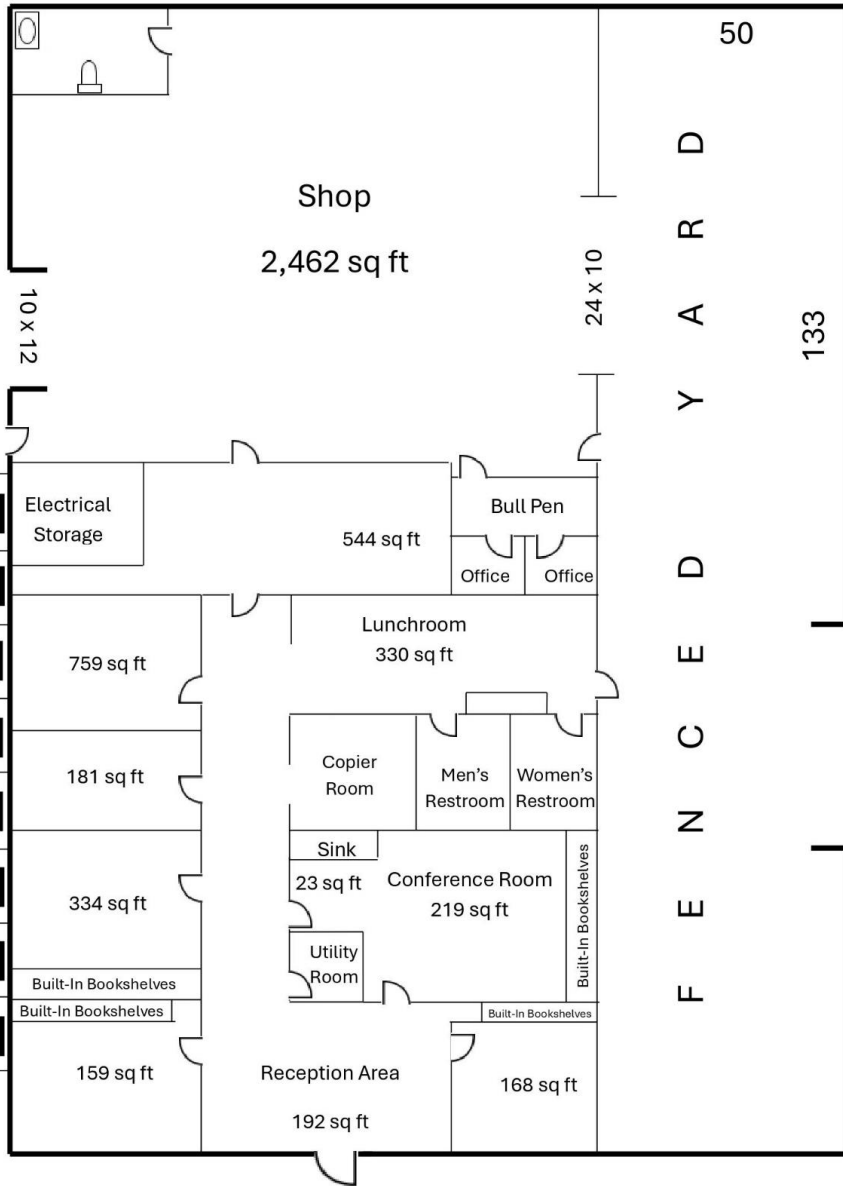 50
Shop
2,462 sq ft
10 x 12
24 x 10
133
FENCED YARD
Electrical
Storage
544 sq ft
Bull Pen
Office
Office
Lunchroom
330 sq ft
759 sq ft
181 sq ft
Copier
Room
Men's
Restroom
Women's
Restroom
Sink
23 sq ft
Conference Room
219 sq ft
Built-In Bookshelves
334 sq ft
Utility
Room
Built-In Bookshelves
Built-In Bookshelves
Built-In Bookshelves
159 sq ft
Reception Area
192 sq ft
168 sq ft